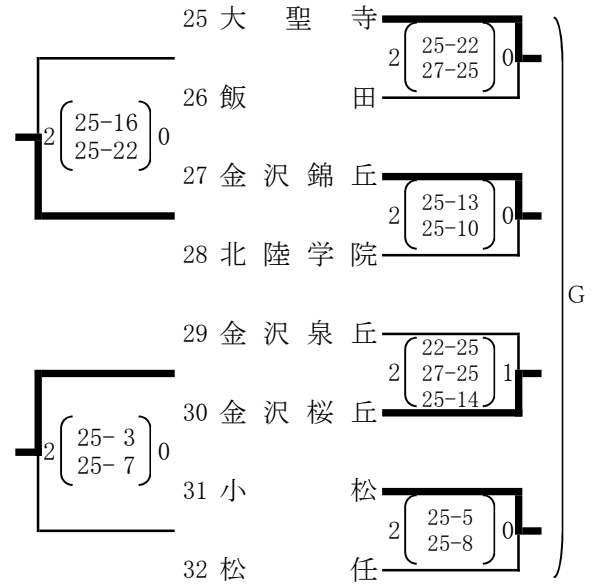 25 大聖寺
2 25-22 0
27-25
26 飯田
2 25-16 0
25-22
27 金沢錦丘
2 25-13 0
25-10
28 北陸学院
G
29 金沢泉丘
22-25
2 27-25 1
25-14
30 金沢桜丘
2 25- 3 0
25- 7
31 小松
2 25-5 0
25-8
32 松任